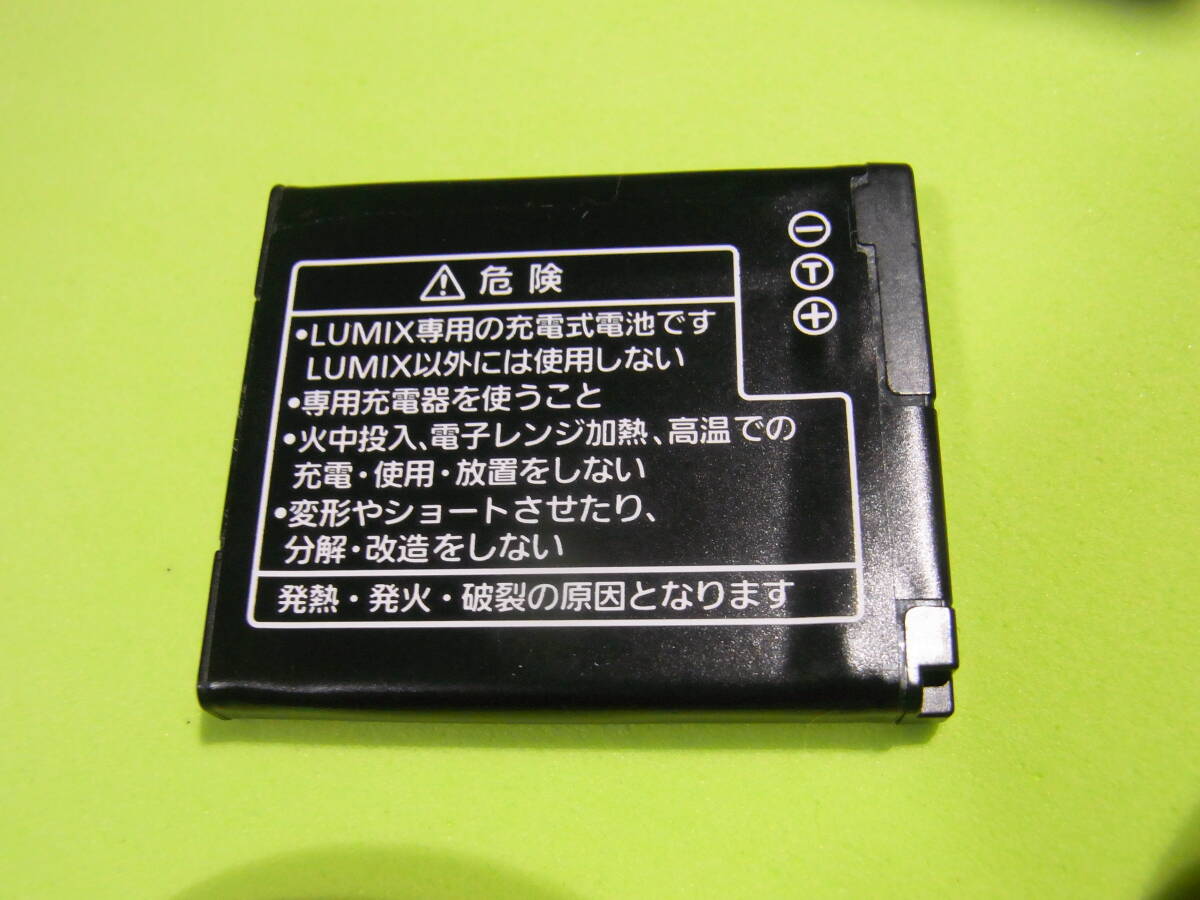 ⚠危険
•LUMIX専用の充電式電池です
LUMIX以外には使用しない
•専用充電器を使うこと
•火中投入、電子レンジ加熱、高温での
充電・使用・放置をしない
•変形やショートさせたり、
分解・改造をしない
発熱・発火・破裂の原因となります
⊖
Ⓣ
⊕